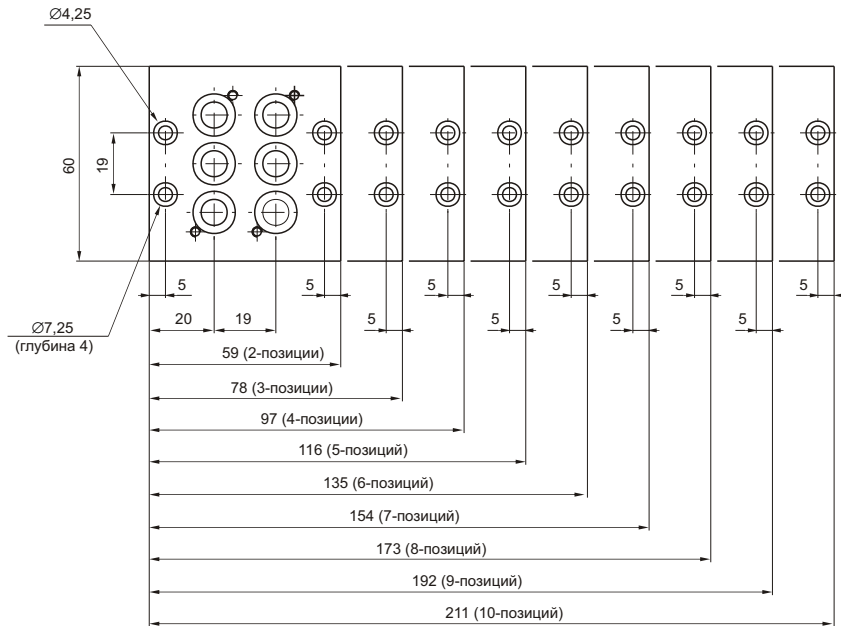 Ø4,25
60
19
5
5
5
5
5
5
5
5
5
5
20
19
Ø7,25
(глубина 4)
59 (2-позиции)
78 (3-позиции)
97 (4-позиции)
116 (5-позиций)
135 (6-позиций)
154 (7-позиций)
173 (8-позиций)
192 (9-позиций)
211 (10-позиций)